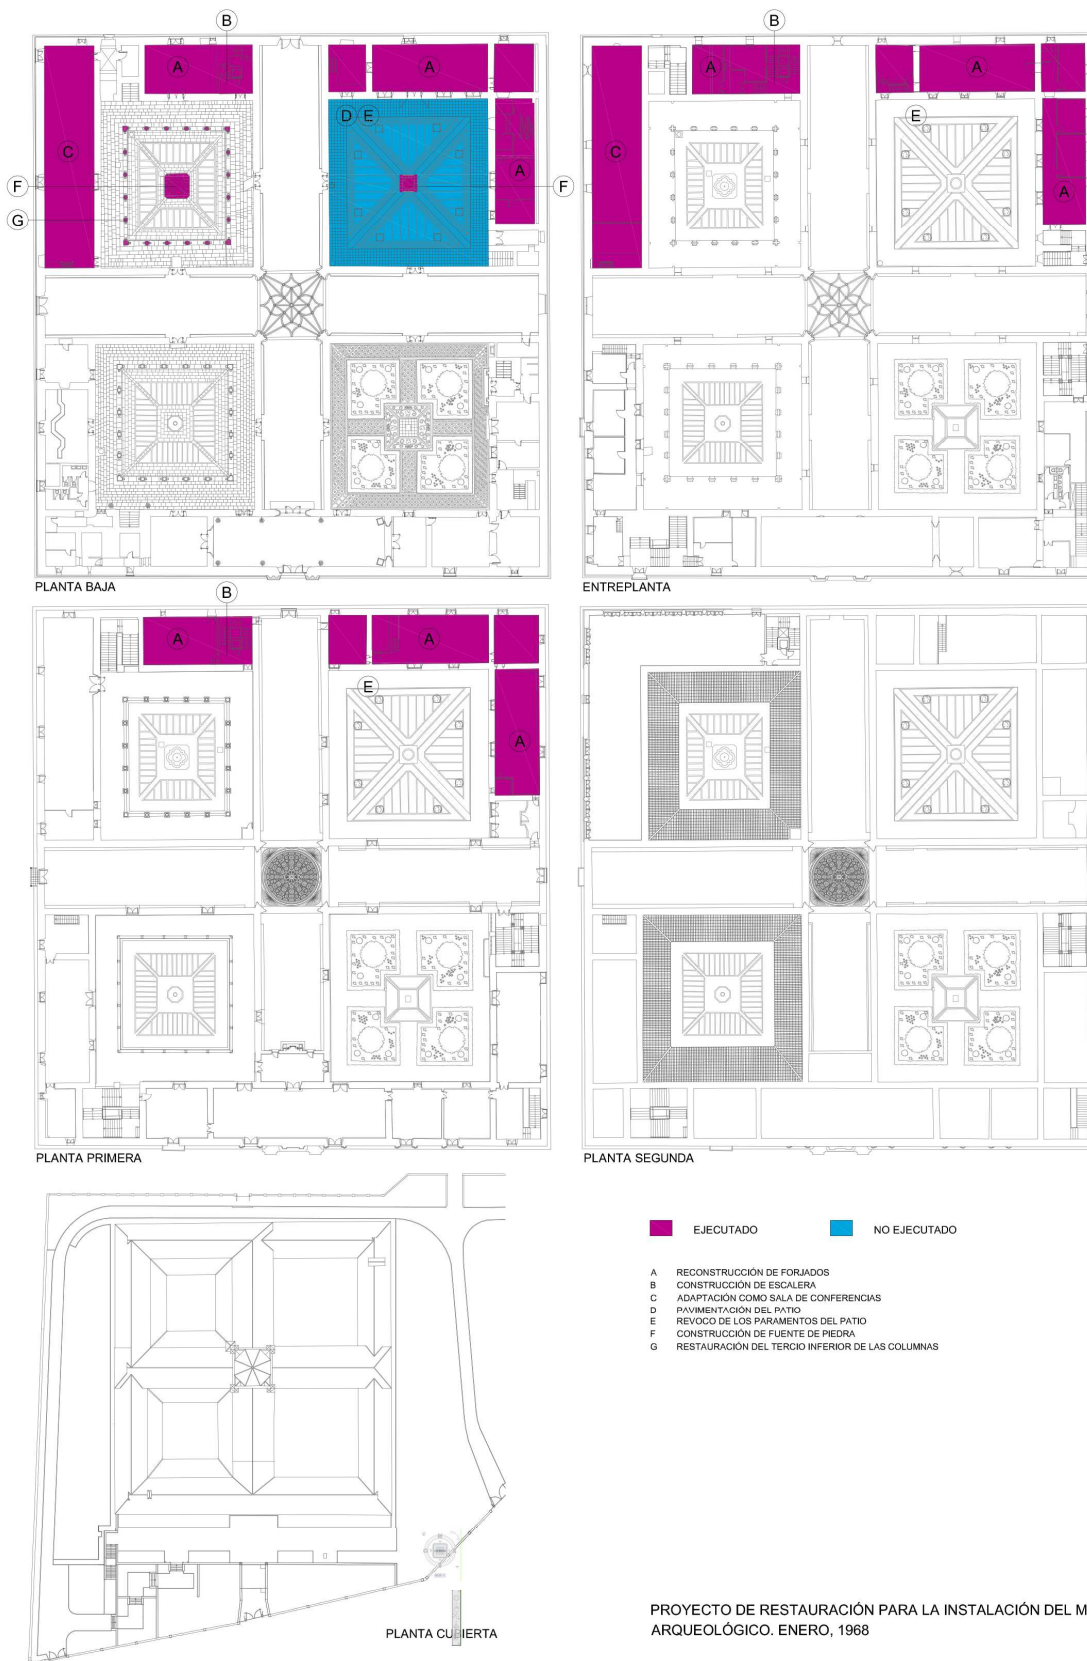 B
B
A
A
A
D
E
E
C
C
A
A
F
F
G
PLANTA BAJA
ENTREPLANTA
B
A
A
E
A
PLANTA PRIMERA
PLANTA SEGUNDA
EJECUTADO
NO EJECUTADO
A RECONSTRUCCIÓN DE FORJADOS
B CONSTRUCCIÓN DE ESCALERA
C ADAPTACIÓN COMO SALA DE CONFERENCIAS
D PAVIMENTACIÓN DEL PATIO
E REVOCO DE LOS PARAMENTOS DEL PATIO
F CONSTRUCCIÓN DE FUENTE DE PIEDRA
G RESTAURACIÓN DEL TERCIO INFERIOR DE LAS COLUMNAS
PLANTA CUBIERTA
PROYECTO DE RESTAURACIÓN PARA LA INSTALACIÓN DEL M
ARQUEOLÓGICO. ENERO, 1968